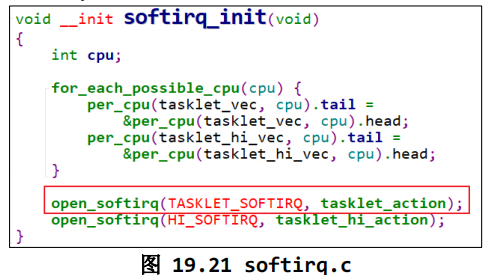 void __init softirq_init(void)
{
    int cpu;

    for_each_possible_cpu(cpu) {
        per_cpu(tasklet_vec, cpu).tail =
            &per_cpu(tasklet_vec, cpu).head;
        per_cpu(tasklet_hi_vec, cpu).tail =
            &per_cpu(tasklet_hi_vec, cpu).head;
    }

    open_softirq(TASKLET_SOFTIRQ, tasklet_action);
    open_softirq(HI_SOFTIRQ, tasklet_hi_action);
}
图 19.21 softirq.c